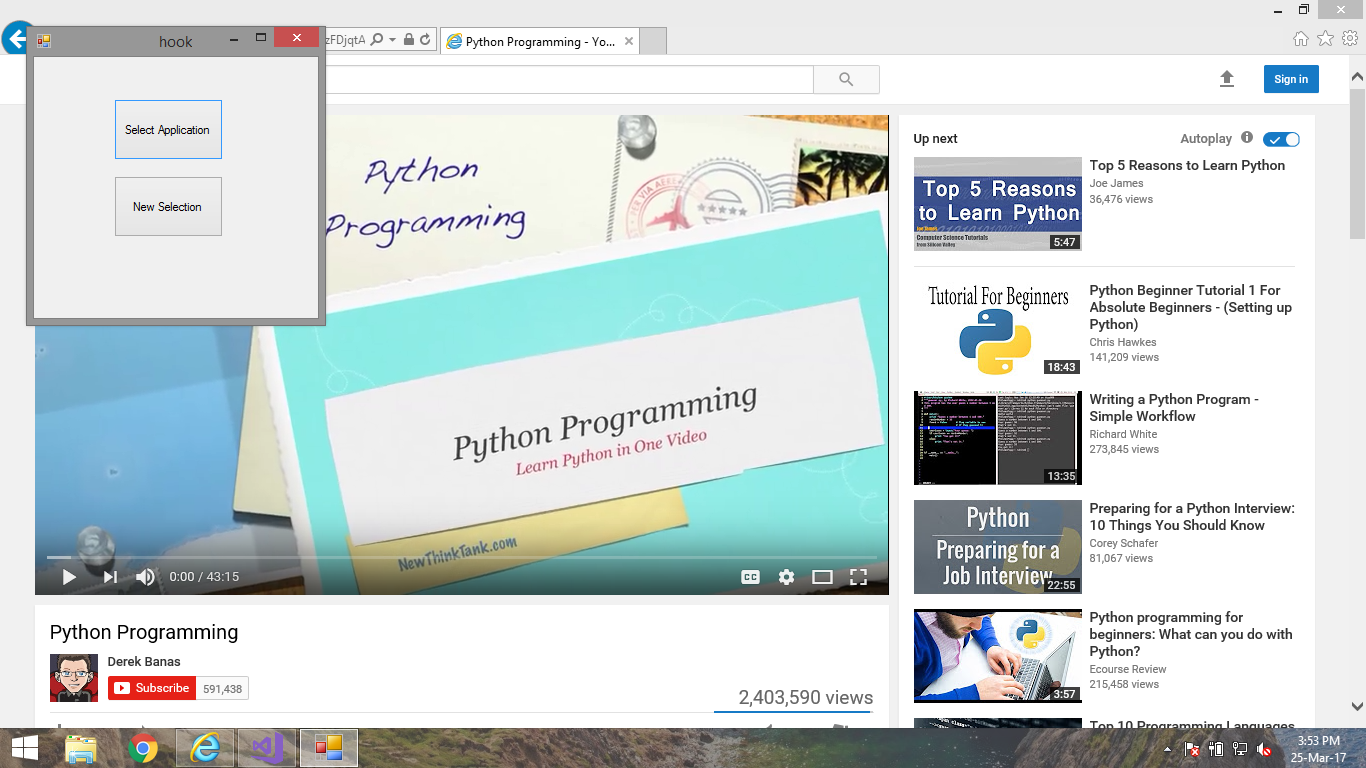 hook
Select Application
New Selection
zFDjqtA
Python Programming - Yo...
Sign in
Python
Programming
Python Programming
Learn Python in One Video
NewThinkTank.com
0:00 / 43:15
CC
Python Programming
Derek Banas
Subscribe
591,438
2,403,590 views
Up next
Autoplay
Top 5 Reasons
to Learn Python
Computer Science Tutorials
from Silicon Valley
5:47
Top 5 Reasons to Learn Python
Joe James
36,476 views
Tutorial For Beginners
18:43
Python Beginner Tutorial 1 For
Absolute Beginners - (Setting up
Python)
Chris Hawkes
141,209 views
13:35
Writing a Python Program -
Simple Workflow
Richard White
273,845 views
Python
Preparing for a
Job Interview
22:55
Preparing for a Python Interview:
10 Things You Should Know
Corey Schafer
81,067 views
3:57
Python programming for
beginners: What can you do with
Python?
Ecourse Review
215,458 views
Top 10 Programming Languages
3:53 PM
25-Mar-17